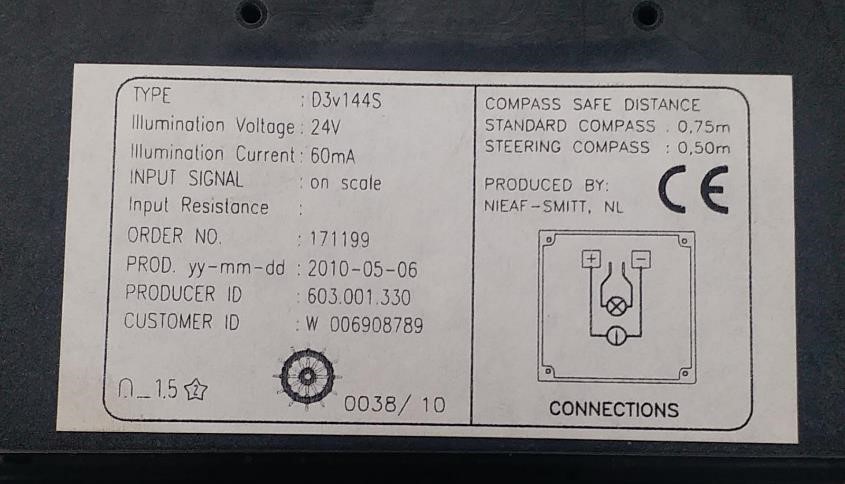 TYPE : D3v144S
Illumination Voltage : 24V
Illumination Current : 60mA
INPUT SIGNAL : on scale
Input Resistance :
ORDER NO. : 171199
PROD. yy-mm-dd : 2010-05-06
PRODUCER ID : 603.001.330
CUSTOMER ID : W 006908789
1.5 2
0038/ 10
COMPASS SAFE DISTANCE
STANDARD COMPASS : 0,75m
STEERING COMPASS : 0,50m
PRODUCED BY:
NIEAF-SMITT, NL
CE
+ -
CONNECTIONS